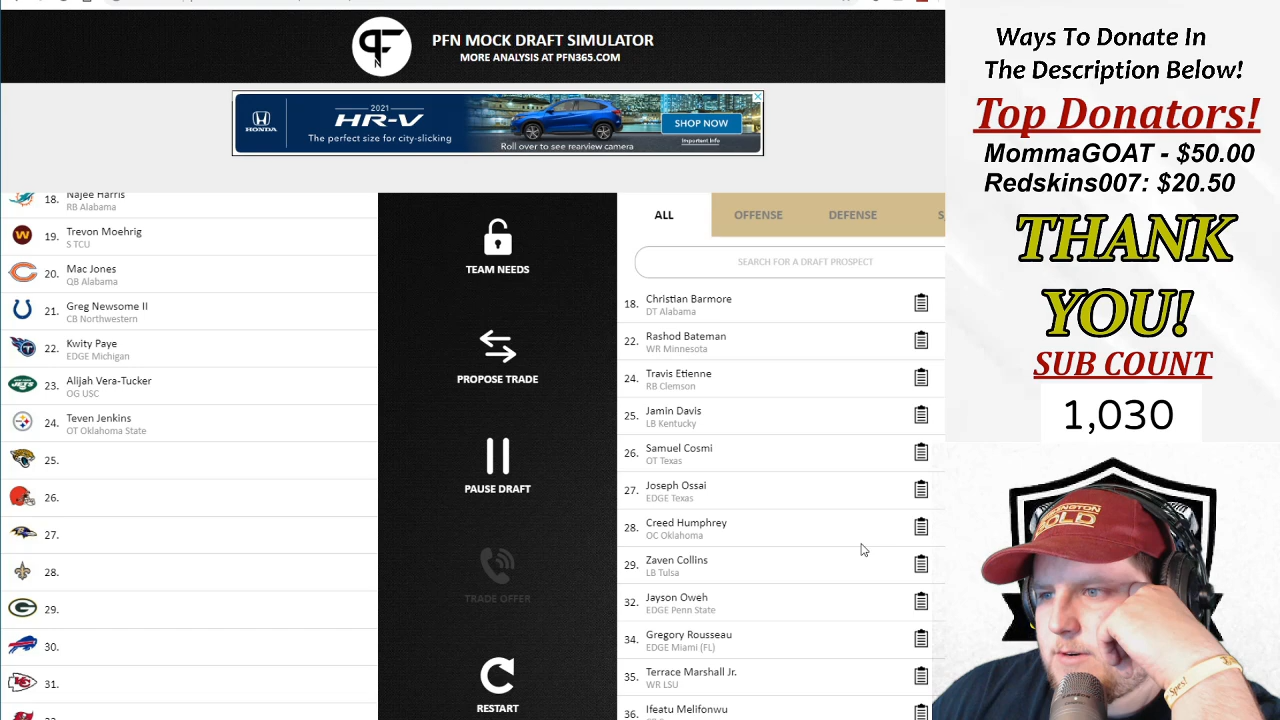 PFN MOCK DRAFT SIMULATOR
MORE ANALYSIS AT PFN365.COM
HONDA
2021
HR-V
The perfect size for city-slicking
SHOP NOW
Important Info
Roll over to see rearview camera
18. Najee Harris
RB Alabama
19. Trevon Moehrig
S TCU
20. Mac Jones
QB Alabama
21. Greg Newsome II
CB Northwestern
22. Kwity Paye
EDGE Michigan
23. Alijah Vera-Tucker
OG USC
24. Teven Jenkins
OT Oklahoma State
25.
26.
27.
28.
29.
30.
31.
TEAM NEEDS
PROPOSE TRADE
PAUSE DRAFT
TRADE OFFER
RESTART
ALL OFFENSE DEFENSE S
SEARCH FOR A DRAFT PROSPECT
18. Christian Barmore
DT Alabama
22. Rashod Bateman
WR Minnesota
24. Travis Etienne
RB Clemson
25. Jamin Davis
LB Kentucky
26. Samuel Cosmi
OT Texas
27. Joseph Ossai
EDGE Texas
28. Creed Humphrey
OC Oklahoma
29. Zaven Collins
LB Tulsa
32. Jayson Oweh
EDGE Penn State
34. Gregory Rousseau
EDGE Miami (FL)
35. Terrace Marshall Jr.
WR LSU
36. Ifeatu Melifonwu
Ways To Donate In
The Description Below!
Top Donators!
MommaGOAT - $50.00
Redskins007: $20.50
THANK
YOU!
SUB COUNT
1,030